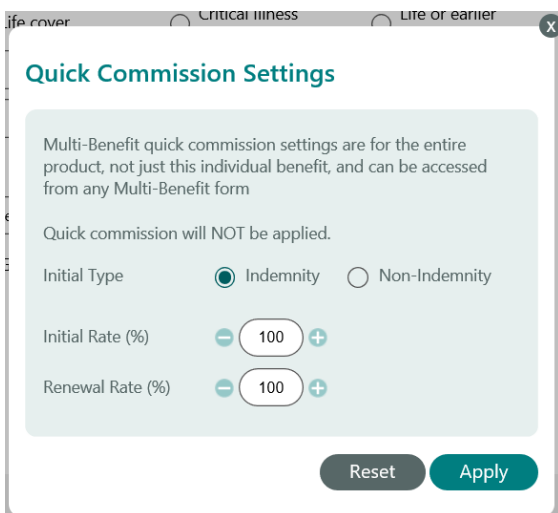 Life cover Critical Illness Life or earlier
x
Quick Commission Settings
Multi-Benefit quick commission settings are for the entire
product, not just this individual benefit, and can be accessed
from any Multi-Benefit form
Quick commission will NOT be applied.
Initial Type Indemnity Non-Indemnity
Initial Rate (%) 100
Renewal Rate (%) 100
Reset Apply